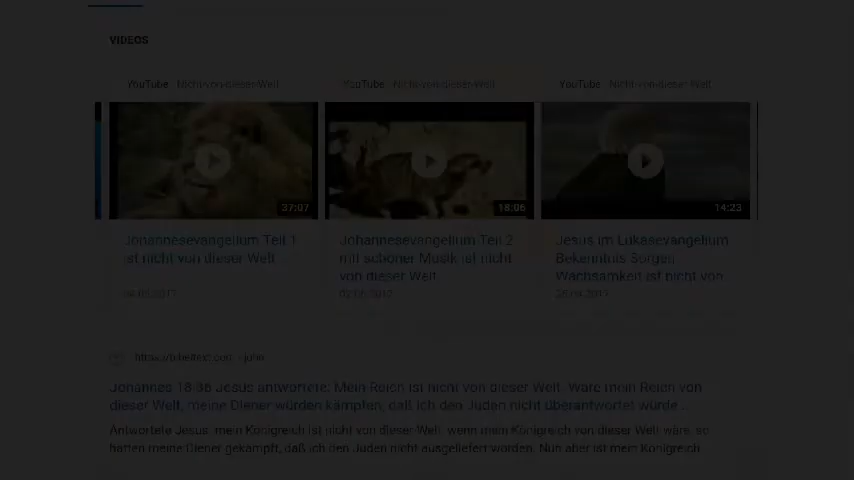 VIDEOS
YouTube · Nicht-von-dieser-Welt
YouTube · Nicht-von-dieser-Welt
YouTube · Nicht-von-dieser-Welt
37:07
18:06
14:23
Johannesevangelium Teil 1
ist nicht von dieser Welt
Johannesevangelium Teil 2
mit schöner Musik ist nicht
von dieser Welt
Jesus im Lukasevangelium
Bekenntnis Sorgen
Wachsamkeit ist nicht von
Johannes 18:36 Jesus antwortete: Mein Reich ist nicht von dieser Welt. Wäre mein Reich von
dieser Welt, meine Diener würden kämpfen, daß ich den Juden nicht überantwortet würde
Antwortete Jesus: mein Königreich ist nicht von dieser Welt; wenn mein Königreich von dieser Welt wäre, so
hätten meine Diener gekämpft, daß ich den Juden nicht ausgeliefert worden. Nun aber ist mein Königreich